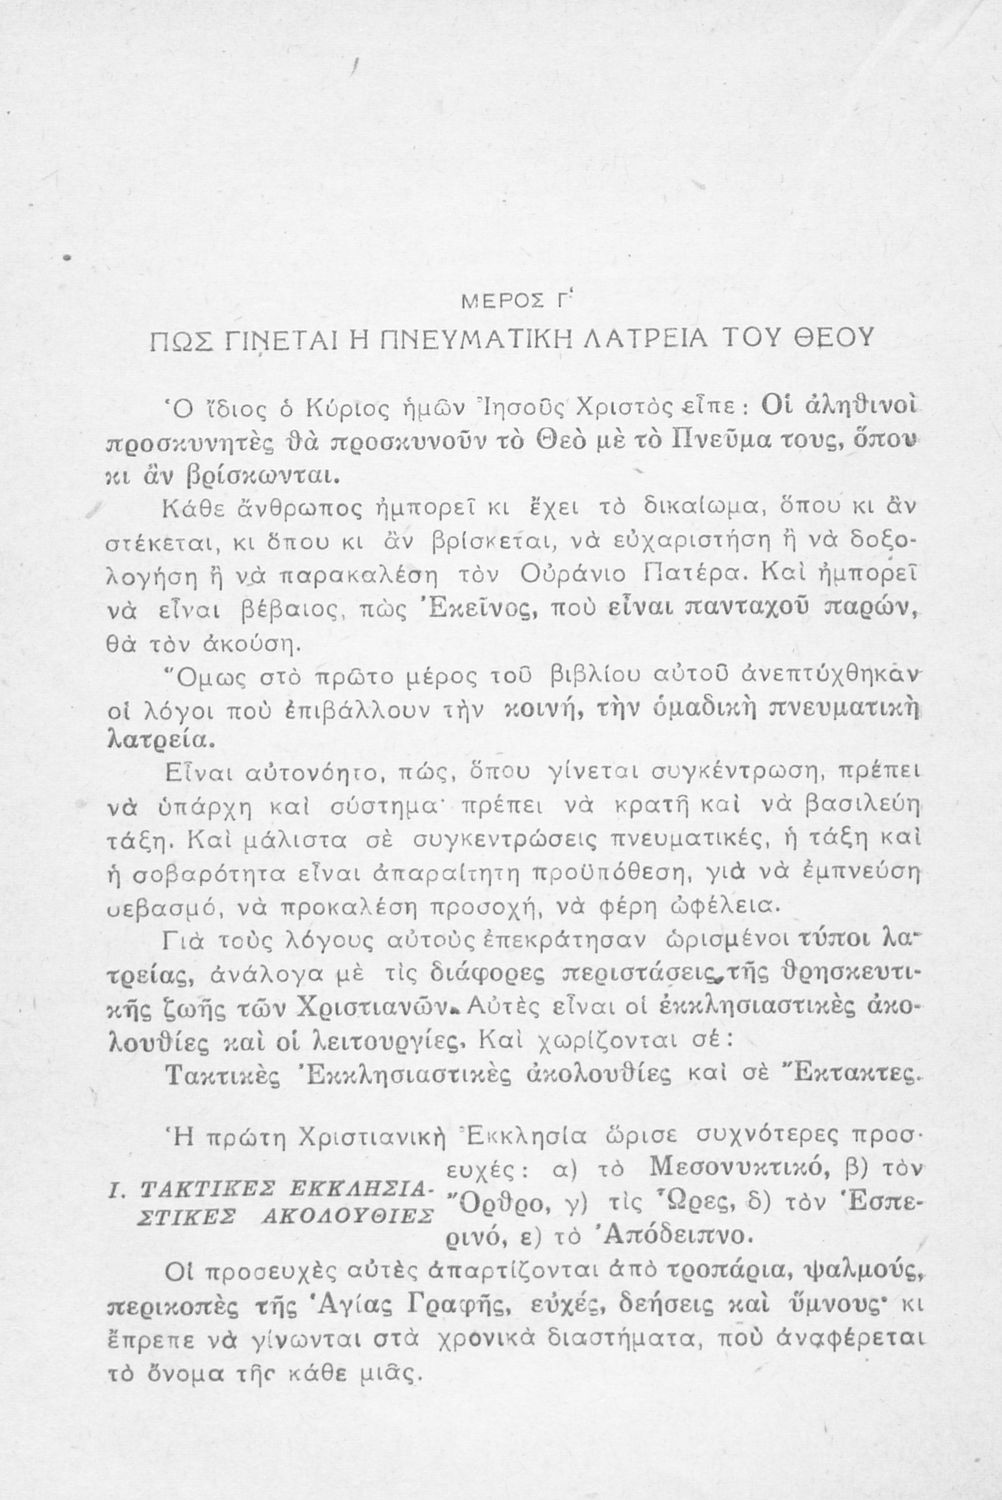 ΜΕΡΟΣ Γ‘
ΠΩΣ ΓΙΝΕΤΑΙ Η ΠΝΕΥΜΑΤΙΚΗ ΛΑΤΡΕΙΑ ΤΟΥ ΘΕΟΥ
Ὁ ἴδιος ὁ Κύριος ἡμῶν Ἰησοῦς Χριστὸς εἶπε : Οἱ ἀληθινοὶ
προσκυνητὲς θὰ προσκυνοῦν τὸ Θεὸ μὲ τὸ Πνεῦμα τους, ὅπου
κι ἂν βρίσκωνται.
Κάθε ἄνθρωπος ἠμπορεῖ κι ἔχει τὸ δικαίωμα, ὅπου κι ἂν
στέκεται, κι ὅπου κι ἂν βρίσκεται, νὰ εὐχαριστήση ἢ νὰ δοξο-
λογήση ἢ νὰ παρακαλέση τὸν Οὐράνιο Πατέρα. Καὶ ἠμπορεῖ
νὰ εἶναι βέβαιος, πὼς Ἐκεῖνος, ποὺ εἶναι πανταχοῦ παρών,
θὰ τὸν ἀκούση.
Ὅμως στὸ πρῶτο μέρος τοῦ βιβλίου αὐτοῦ ἀνεπτύχθηκαν
οἱ λόγοι ποὺ ἐπιβάλλουν τὴν κοινή, τὴν ὁμαδικὴ πνευματικὴ
λατρεία.
Εἶναι αὐτονόητο, πώς, ὅπου γίνεται συγκέντρωση, πρέπει
νὰ ὑπάρχη καὶ σύστημα· πρέπει νὰ κρατῆ καὶ νὰ βασιλεύη
τάξη. Καὶ μάλιστα σὲ συγκεντρώσεις πνευματικές, ἡ τάξη καὶ
ἡ σοβαρότητα εἶναι ἀπαραίτητη προϋπόθεση, γιὰ νὰ ἐμπνεύση
σεβασμό, νὰ προκαλέση προσοχή, νὰ φέρη ὠφέλεια.
Γιὰ τοὺς λόγους αὐτοὺς ἐπεκράτησαν ὡρισμένοι τύποι λα-
τρείας, ἀνάλογα μὲ τὶς διάφορες περιστάσεις τῆς θρησκευτι-
κῆς ζωῆς τῶν Χριστιανῶν. Αὐτὲς εἶναι οἱ ἐκκλησιαστικὲς ἀκο-
λουθίες καὶ οἱ λειτουργίες. Καὶ χωρίζονται σέ :
Τακτικὲς Ἐκκλησιαστικὲς ἀκολουθίες καὶ σὲ Ἔκτακτες.
Ἡ πρώτη Χριστιανικὴ Ἐκκλησία ὥρισε συχνότερες προσ-
ευχές : α) τὸ Μεσονυκτικό, β) τὸν
Ι. ΤΑΚΤΙΚΕΣ ΕΚΚΛΗΣΙΑ-
ΣΤΙΚΕΣ ΑΚΟΛΟΥΘΙΕΣ
Ὄρθρο, γ) τὶς Ὧρες, δ) τὸν Ἑσπε-
ρινό, ε) τὸ Ἀπόδειπνο.
Οἱ προσευχὲς αὐτὲς ἀπαρτίζονται ἀπὸ τροπάρια, ψαλμούς,
περικοπὲς τῆς Ἁγίας Γραφῆς, εὐχές, δεήσεις καὶ ὕμνους· κι
ἔπρεπε νὰ γίνωνται στὰ χρονικὰ διαστήματα, ποὺ ἀναφέρεται
τὸ ὄνομα τῆς κάθε μιᾶς.